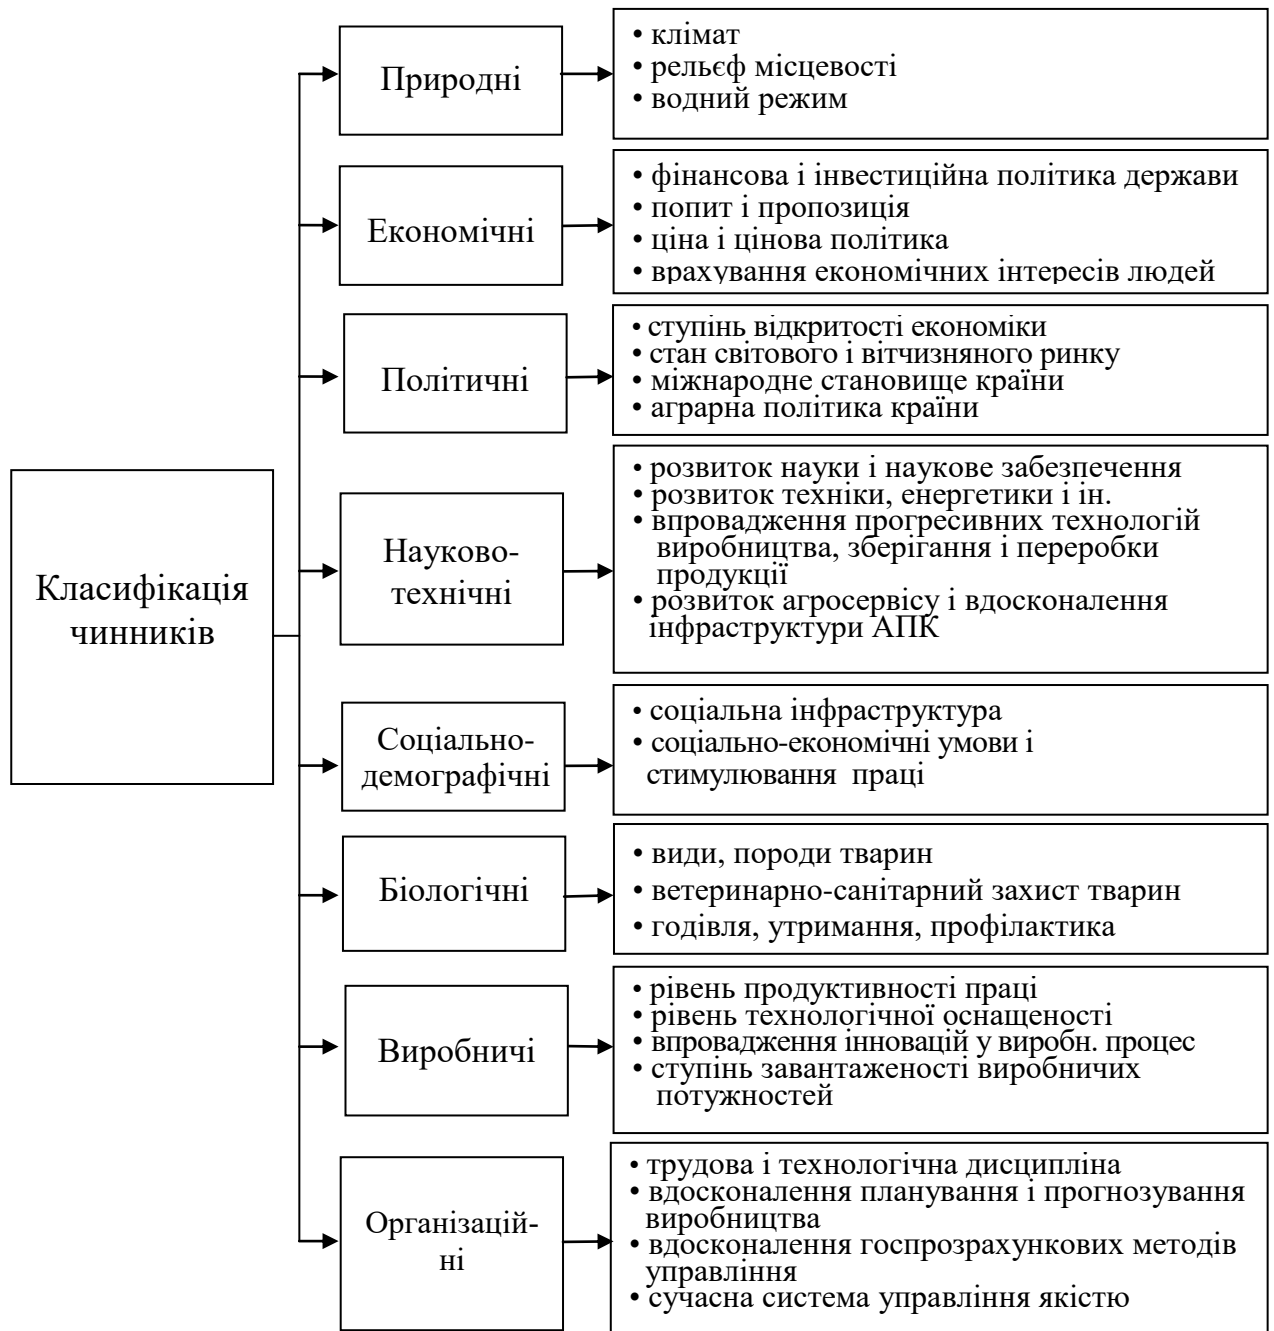 Класифікація
чинників
Природні
• клімат
• рельєф місцевості
• водний режим
Економічні
• фінансова і інвестиційна політика держави
• попит і пропозиція
• ціна і цінова політика
• врахування економічних інтересів людей
Політичні
• ступінь відкритості економіки
• стан світового і вітчизняного ринку
• міжнародне становище країни
• аграрна політика країни
Науково-
технічні
• розвиток науки і наукове забезпечення
• розвиток техніки, енергетики і ін.
• впровадження прогресивних технологій
виробництва, зберігання і переробки
продукції
• розвиток агросервісу і вдосконалення
інфраструктури АПК
Соціально-
демографічні
• соціальна інфраструктура
• соціально-економічні умови і
стимулювання праці
Біологічні
• види, породи тварин
• ветеринарно-санітарний захист тварин
• годівля, утримання, профілактика
Виробничі
• рівень продуктивності праці
• рівень технологічної оснащеності
• впровадження інновацій у виробн. процес
• ступінь завантаженості виробничих
потужностей
Організацій-
ні
• трудова і технологічна дисципліна
• вдосконалення планування і прогнозування
виробництва
• вдосконалення госпрозрахункових методів
управління
• сучасна система управління якістю